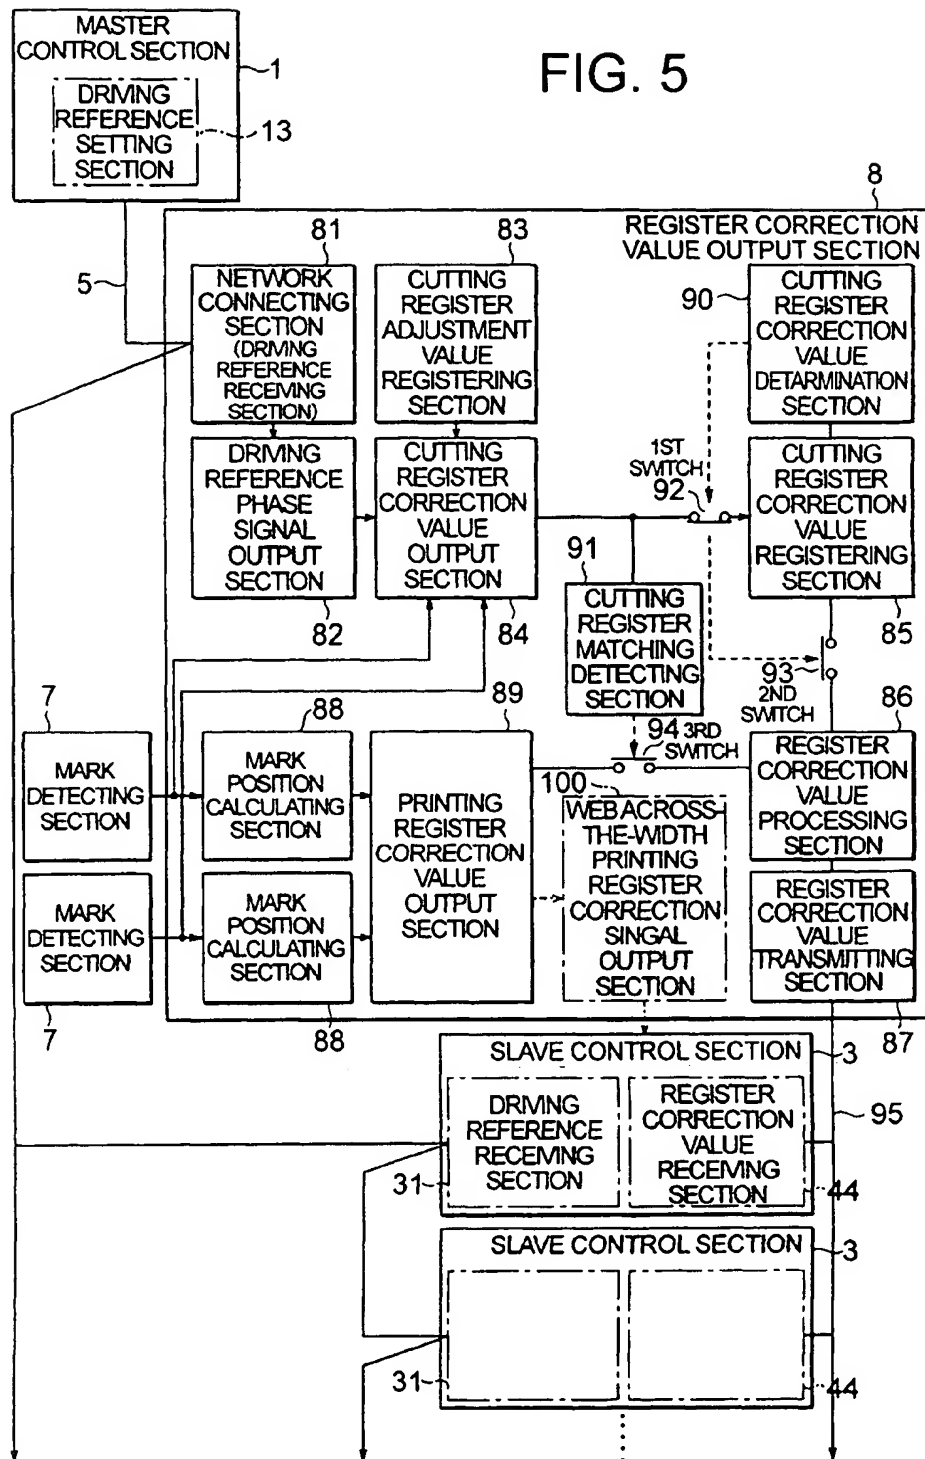 MASTER
CONTROL SECTION
1
FIG. 5
DRIVING
REFERENCE
SETTING
SECTION
13
8
REGISTER CORRECTION
VALUE OUTPUT SECTION
5
81
NETWORK
CONNECTING
SECTION
(DRIVING
REFERENCE
RECEIVING
SECTION)
83
CUTTING
REGISTER
ADJUSTMENT
VALUE
REGISTERING
SECTION
90
CUTTING
REGISTER
CORRECTION
VALUE
DETARMINATION
SECTION
DRIVING
REFERENCE
PHASE
SIGNAL
OUTPUT
SECTION
82
CUTTING
REGISTER
CORRECTION
VALUE
OUTPUT
SECTION
84
1ST
SWITCH
92
CUTTING
REGISTER
CORRECTION
VALUE
REGISTERING
SECTION
85
91
CUTTING
REGISTER
MATCHING
DETECTING
SECTION
93
2ND
SWITCH
94 3RD
SWITCH
7
MARK
DETECTING
SECTION
88
MARK
POSITION
CALCULATING
SECTION
89
PRINTING
REGISTER
CORRECTION
VALUE
OUTPUT
SECTION
100
WEB ACROSS-
THE-WIDTH
PRINTING
REGISTER
CORRECTION
SINGAL
OUTPUT
SECTION
86
REGISTER
CORRECTION
VALUE
PROCESSING
SECTION
MARK
DETECTING
SECTION
7
MARK
POSITION
CALCULATING
SECTION
88
REGISTER
CORRECTION
VALUE
TRANSMITTING
SECTION
87
SLAVE CONTROL SECTION
3
DRIVING
REFERENCE
RECEIVING
SECTION
31
REGISTER
CORRECTION
VALUE
RECEIVING
SECTION
44
95
SLAVE CONTROL SECTION
3
31
44